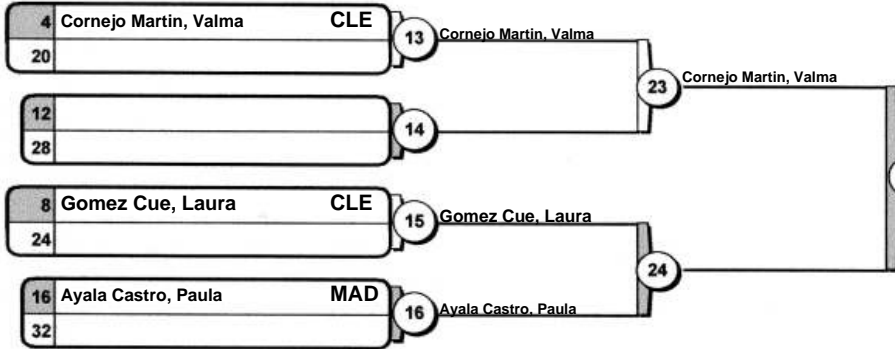 4 Cornejo Martin, Valma CLE
20
13 Cornejo Martin, Valma
23 Cornejo Martin, Valma
12
28
14
8 Gomez Cue, Laura CLE
24
15 Gomez Cue, Laura
24
16 Ayala Castro, Paula MAD
32
16 Ayala Castro, Paula